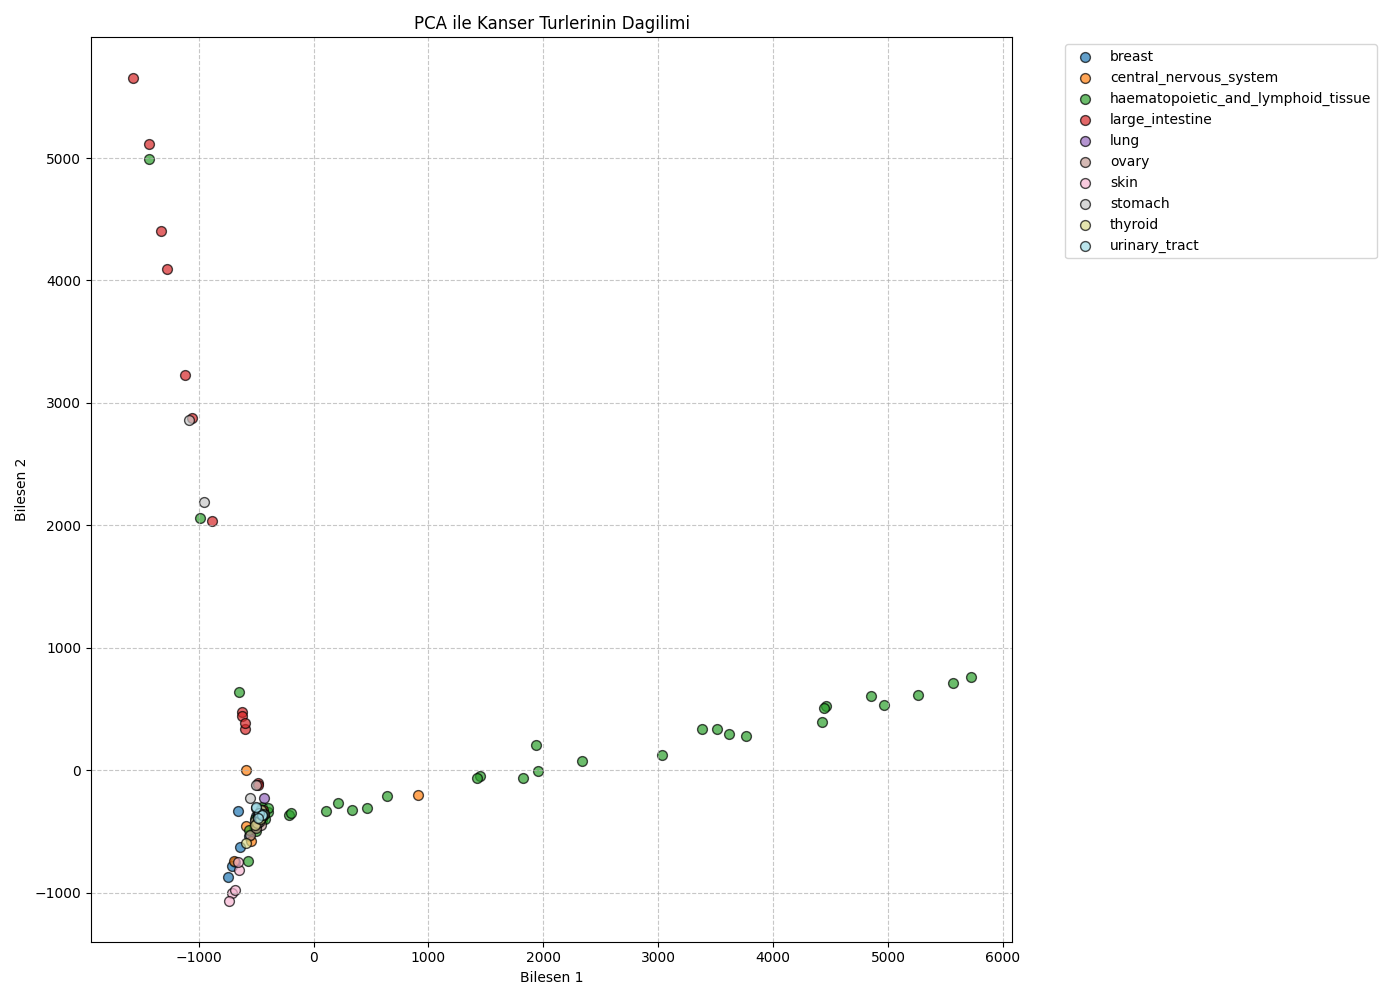 PCA ile Kanser Turlerinin Dagilimi
breast
central_nervous_system
haematopoietic_and_lymphoid_tissue
large_intestine
lung
ovary
skin
stomach
thyroid
urinary_tract
Bilesen 2
5000
4000
3000
2000
1000
0
−1000
−1000 0 1000 2000 3000 4000 5000 6000
Bilesen 1